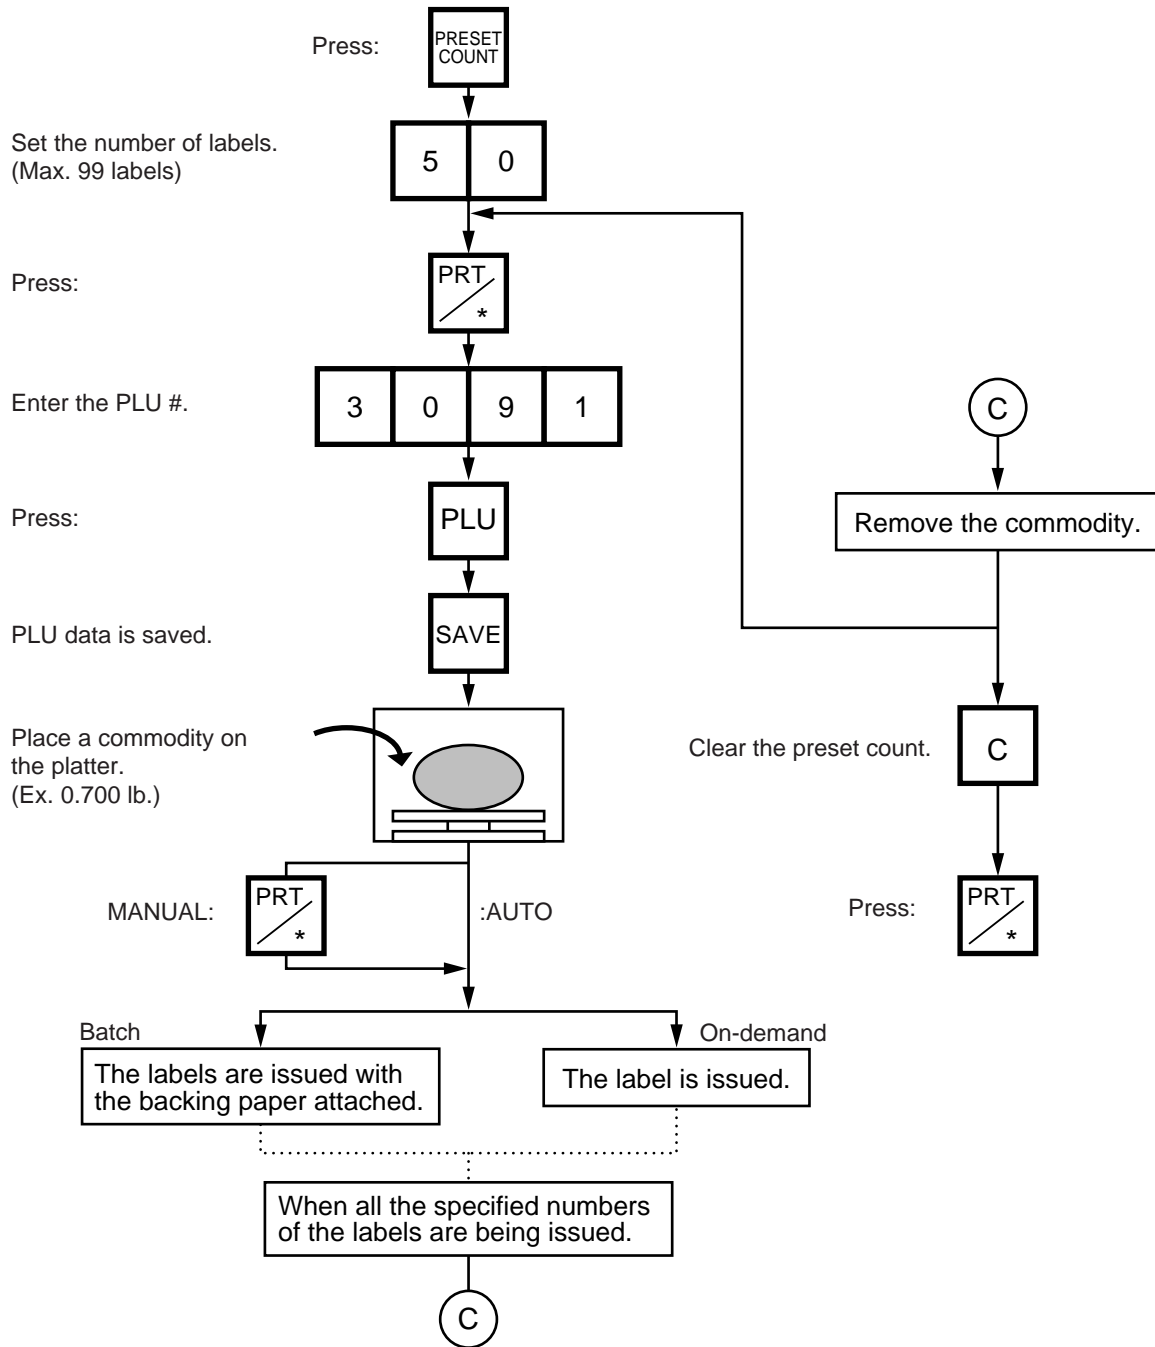 Press:
PRESET
COUNT
Set the number of labels.
(Max. 99 labels)
5 0
Press:
PRT
*
Enter the PLU #.
3 0 9 1
Press:
PLU
PLU data is saved.
SAVE
Place a commodity on
the platter.
(Ex. 0.700 lb.)
MANUAL:
PRT
*
:AUTO
Batch
The labels are issued with
the backing paper attached.
On-demand
The label is issued.
When all the specified numbers
of the labels are being issued.
C
C
Remove the commodity.
Clear the preset count.
C
Press:
PRT
*